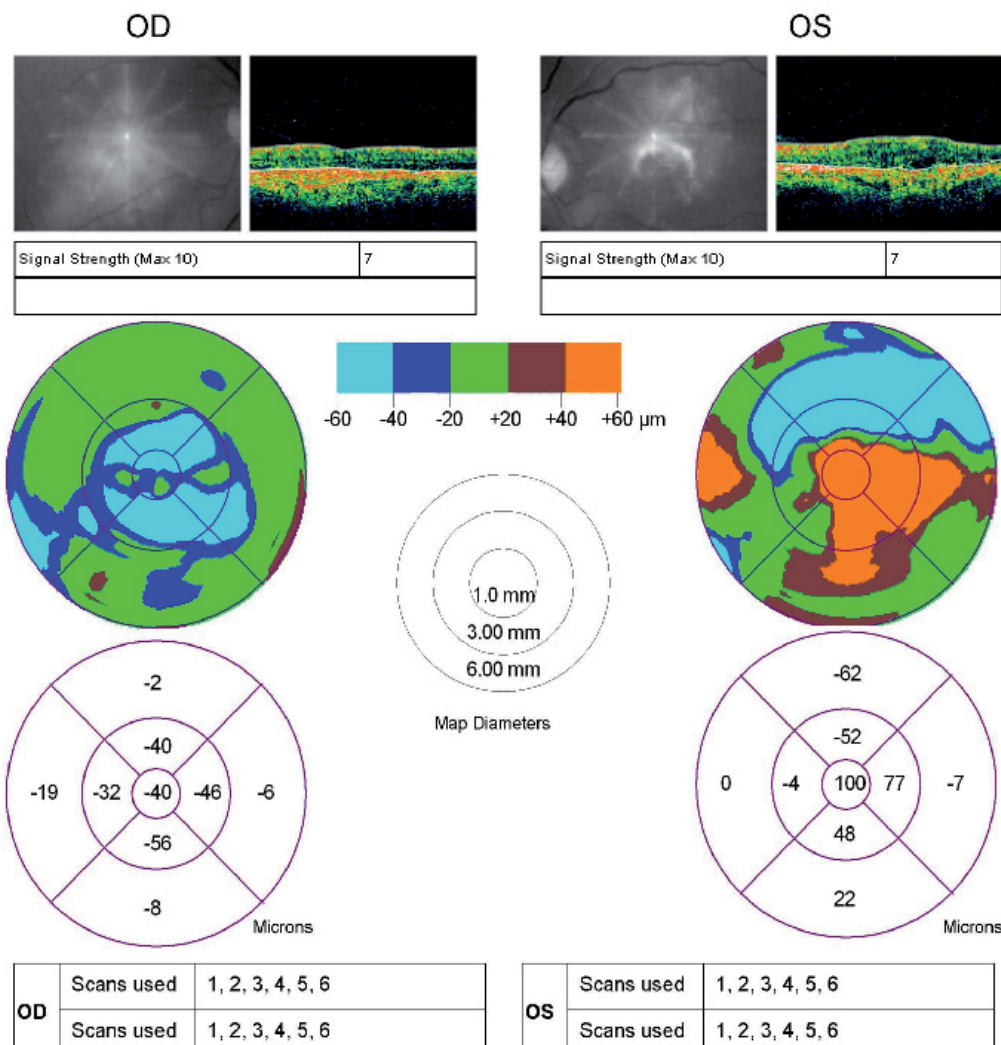 OD
OS
Signal Strength (Max 10) 7
Signal Strength (Max 10) 7
-60 -40 -20 +20 +40 +60 µm
1.0 mm
3.00 mm
6.00 mm
Map Diameters
-2
-40
-19 -32 -40 -46 -6
-56
-8
Microns
-62
-52
0 -4 100 77 -7
48
22
Microns
OD
Scans used 1, 2, 3, 4, 5, 6
Scans used 1, 2, 3, 4, 5, 6
OS
Scans used 1, 2, 3, 4, 5, 6
Scans used 1, 2, 3, 4, 5, 6